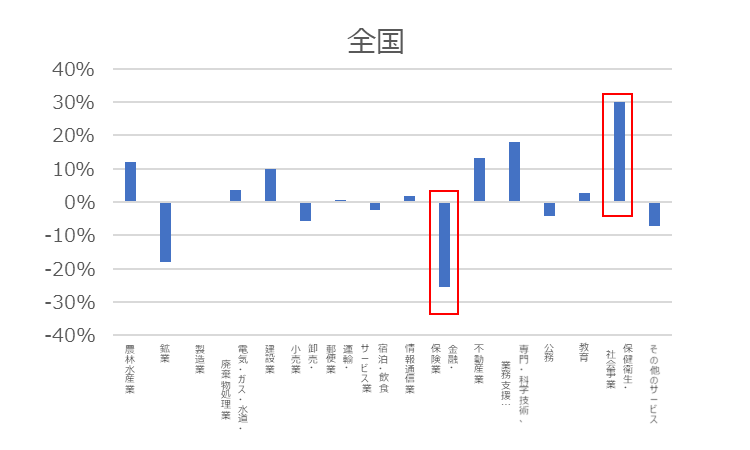 全国
40%
30%
20%
10%
0%
-10%
-20%
-30%
-40%
農林水産業
鉱業
製造業
電気・ガス・水道・
廃棄物処理業
建設業
卸売・
小売業
運輸・
郵便業
宿泊・飲食
サービス業
情報通信業
金融・
保険業
不動産業
専門・科学技術、
業務支援…
公務
教育
保健衛生・
社会事業
その他のサービス